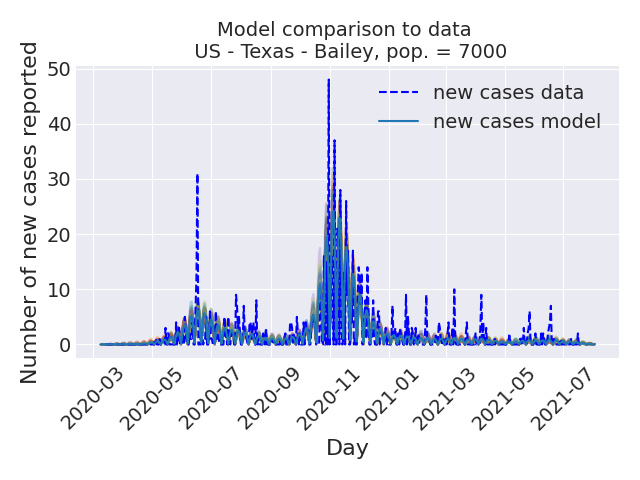 Model comparison to data
US - Texas - Bailey, pop. = 7000
Number of new cases reported
50
40
30
20
10
0
new cases data
new cases model
2020-03
2020-05
2020-07
2020-09
2020-11
2021-01
2021-03
2021-05
2021-07
Day